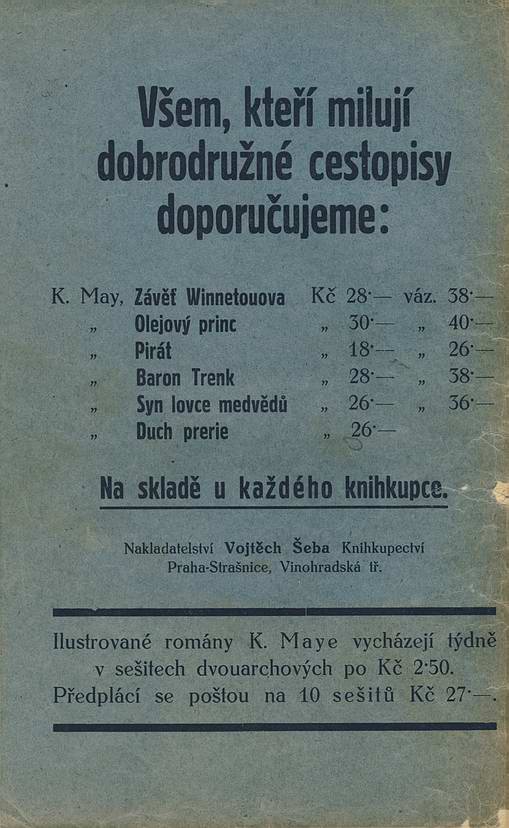 Všem, kteří milují
dobrodružné cestopisy
doporučujeme:
K. May, Závěť Winnetouova Kč 28·— váz. 38·—
„ Olejový princ „ 30·— „ 40·—
„ Pirát „ 18·— „ 26·—
„ Baron Trenk „ 28·— „ 38·—
„ Syn lovce medvědů „ 26·— „ 36·—
„ Duch prerie „ 26·—
Na skladě u každého knihkupce.
Nakladatelství Vojtěch Šeba Knihkupectví
Praha-Strašnice, Vinohradská tř.
Ilustrované romány K. Maye vycházejí týdně
v sešitech dvouarchových po Kč 2·50.
Předplácí se poštou na 10 sešitů Kč 27·—.